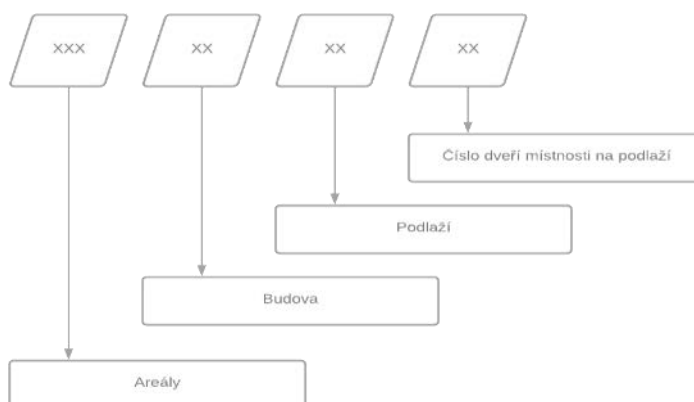 XXX XX XX XX
Číslo dveří místnosti na podlaží
Podlaží
Budova
Areály